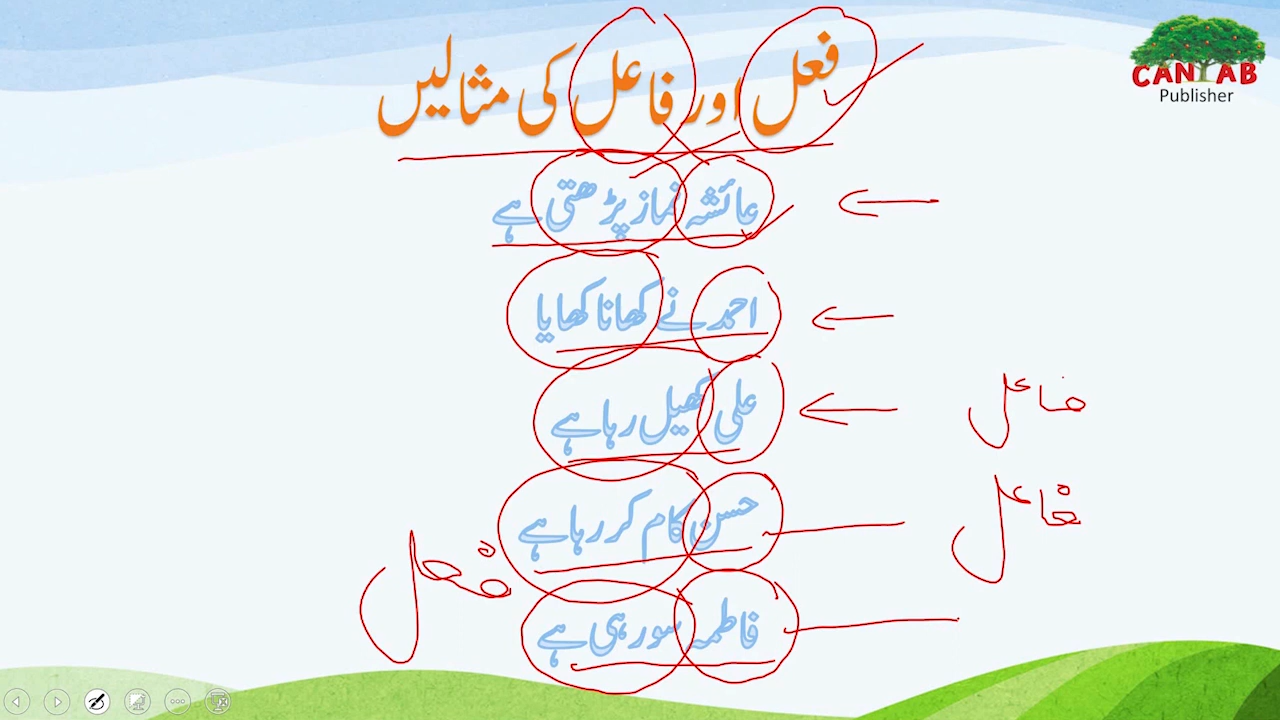 فعل اور فاعل کی مثالیں
CANTAB
Publisher
عائشہ نماز پڑھتی ہے
احمد نے کھانا کھایا
علی کھیل رہا ہے
فاعل
حسن کام کر رہا ہے
فاعل
فعل
فاطمہ سو رہی ہے